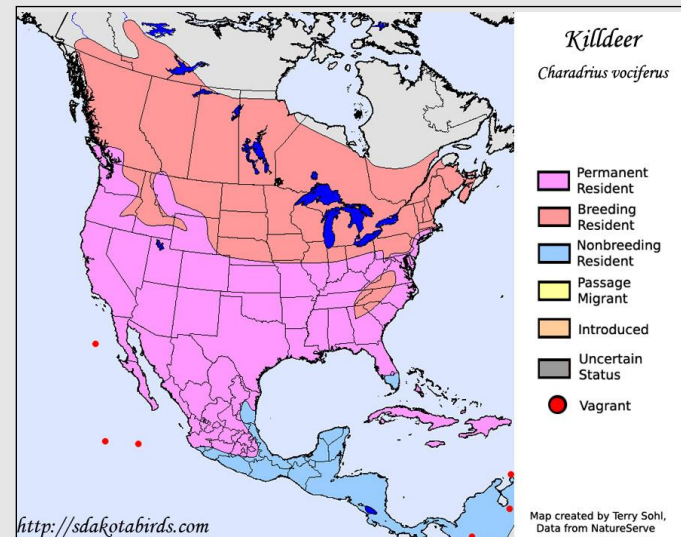 Killdeer
Charadrius vociferus
Permanent
Resident
Breeding
Resident
Nonbreeding
Resident
Passage
Migrant
Introduced
Uncertain
Status
Vagrant
Map created by Terry Sohl,
Data from NatureServe
http://sdakotabirds.com